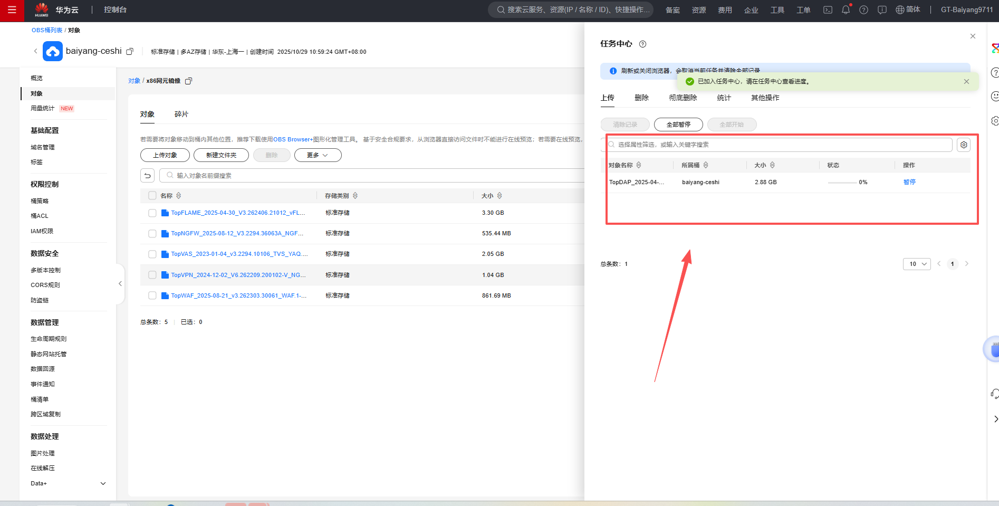 HUAWEI
华为云
控制台
搜索云服务、资源(IP / 名称 / ID)、快捷操作...
备案
资源
费用
企业
工具
工单
简体
GT-Baiyang9711
OBS桶列表 / 对象
baiyang-ceshi
标准存储 | 多AZ存储 | 华东-上海一 | 创建时间 2025/10/29 10:59:24 GMT+08:00
概览
对象
用量统计 NEW
基础配置
域名管理
标签
权限控制
桶策略
桶ACL
IAM权限
数据安全
多版本控制
CORS规则
防盗链
数据管理
生命周期规则
静态网站托管
数据回源
事件通知
桶清单
跨区域复制
数据处理
图片处理
在线解压
Data+
对象 / x86网元镜像
对象
碎片
若需要将对象移动到桶内其他位置，推荐下载使用OBS Browser+图形化管理工具。 基于安全合规要求，从浏览器直接访问文件时不能进行在线预览；若需要在线预览，
上传对象
新建文件夹
删除
更多
输入对象名前缀搜索
名称
存储类别
大小
TopFLAME_2025-04-30_V3.262406.21012_vFL...
标准存储
3.30 GB
TopNGFW_2025-08-12_V3.2294.36063A_NGF...
标准存储
535.44 MB
TopVAS_2023-01-04_v3.2294.10106_TVS_YAQ....
标准存储
2.05 GB
TopVPN_2024-12-02_V6.262209.200102-V_NG...
标准存储
1.04 GB
TopWAF_2025-08-21_v3.262303.30061_WAF.1-...
标准存储
861.69 MB
总条数：5
已选：0
任务中心
刷新或关闭浏览器，会取消当前任务并清除全部记录
已加入任务中心，请在任务中心查看进度。
上传
删除
彻底删除
统计
其他操作
清除记录
全部暂停
全部开始
选择属性筛选，或输入关键字搜索
对象名称
所属桶
大小
状态
操作
TopDAP_2025-04-...
baiyang-ceshi
2.88 GB
0%
暂停
总条数：1
10
1